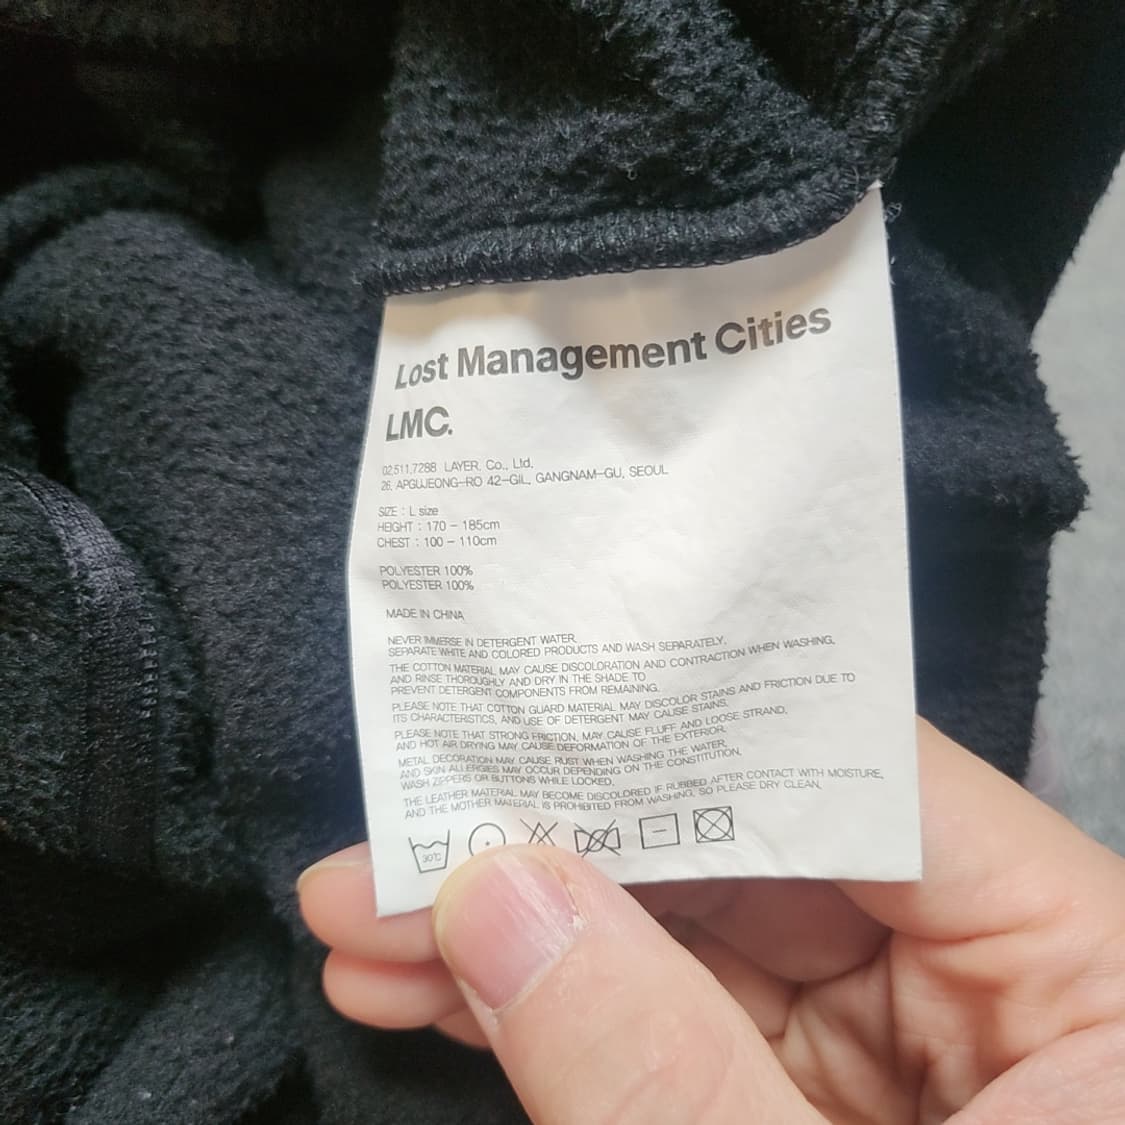 Lost Management Cities
LMC.
02.511.7288 LAYER. Co., Ltd.
26, APGUJEONG-RO 42-GIL, GANGNAM-GU, SEOUL
SIZE : L size
HEIGHT : 170 - 185cm
CHEST : 100 - 110cm
POLYESTER 100%
POLYESTER 100%
MADE IN CHINA
NEVER IMMERSE IN DETERGENT WATER,
SEPARATE WHITE AND COLORED PRODUCTS AND WASH SEPARATELY.
THE COTTON MATERIAL MAY CAUSE DISCOLORATION AND CONTRACTION WHEN WASHING,
AND RINSE THOROUGHLY AND DRY IN THE SHADE TO
PREVENT DETERGENT COMPONENTS FROM REMAINING.
PLEASE NOTE THAT COTTON GUARD MATERIAL MAY DISCOLOR STAINS AND FRICTION DUE TO
ITS CHARACTERISTICS, AND USE OF DETERGENT MAY CAUSE STAINS.
PLEASE NOTE THAT STRONG FRICTION, MAY CAUSE FLUFF AND LOOSE STRAND,
AND HOT AIR DRYING MAY CAUSE DEFORMATION OF THE EXTERIOR.
METAL DECORATION MAY CAUSE RUST WHEN WASHING THE WATER,
AND SKIN ALLERGIES MAY OCCUR DEPENDING ON THE CONSTITUTION,
WASH ZIPPERS OR BUTTONS WHILE LOCKED.
THE LEATHER MATERIAL MAY BECOME DISCOLORED IF RUBBED AFTER CONTACT WITH MOISTURE,
AND THE MOTHER MATERIAL IS PROHIBITED FROM WASHING, SO PLEASE DRY CLEAN.
30℃